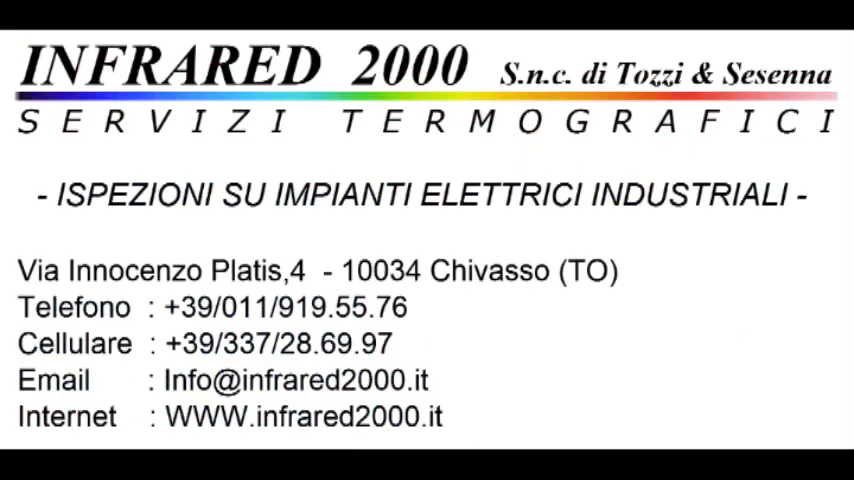 INFRARED 2000 S.n.c. di Tozzi & Sesenna
SERVIZI TERMOGRAFICI
- ISPEZIONI SU IMPIANTI ELETTRICI INDUSTRIALI -
Via Innocenzo Platis,4 - 10034 Chivasso (TO)
Telefono : +39/011/919.55.76
Cellulare : +39/337/28.69.97
Email : Info@infrared2000.it
Internet : WWW.infrared2000.it